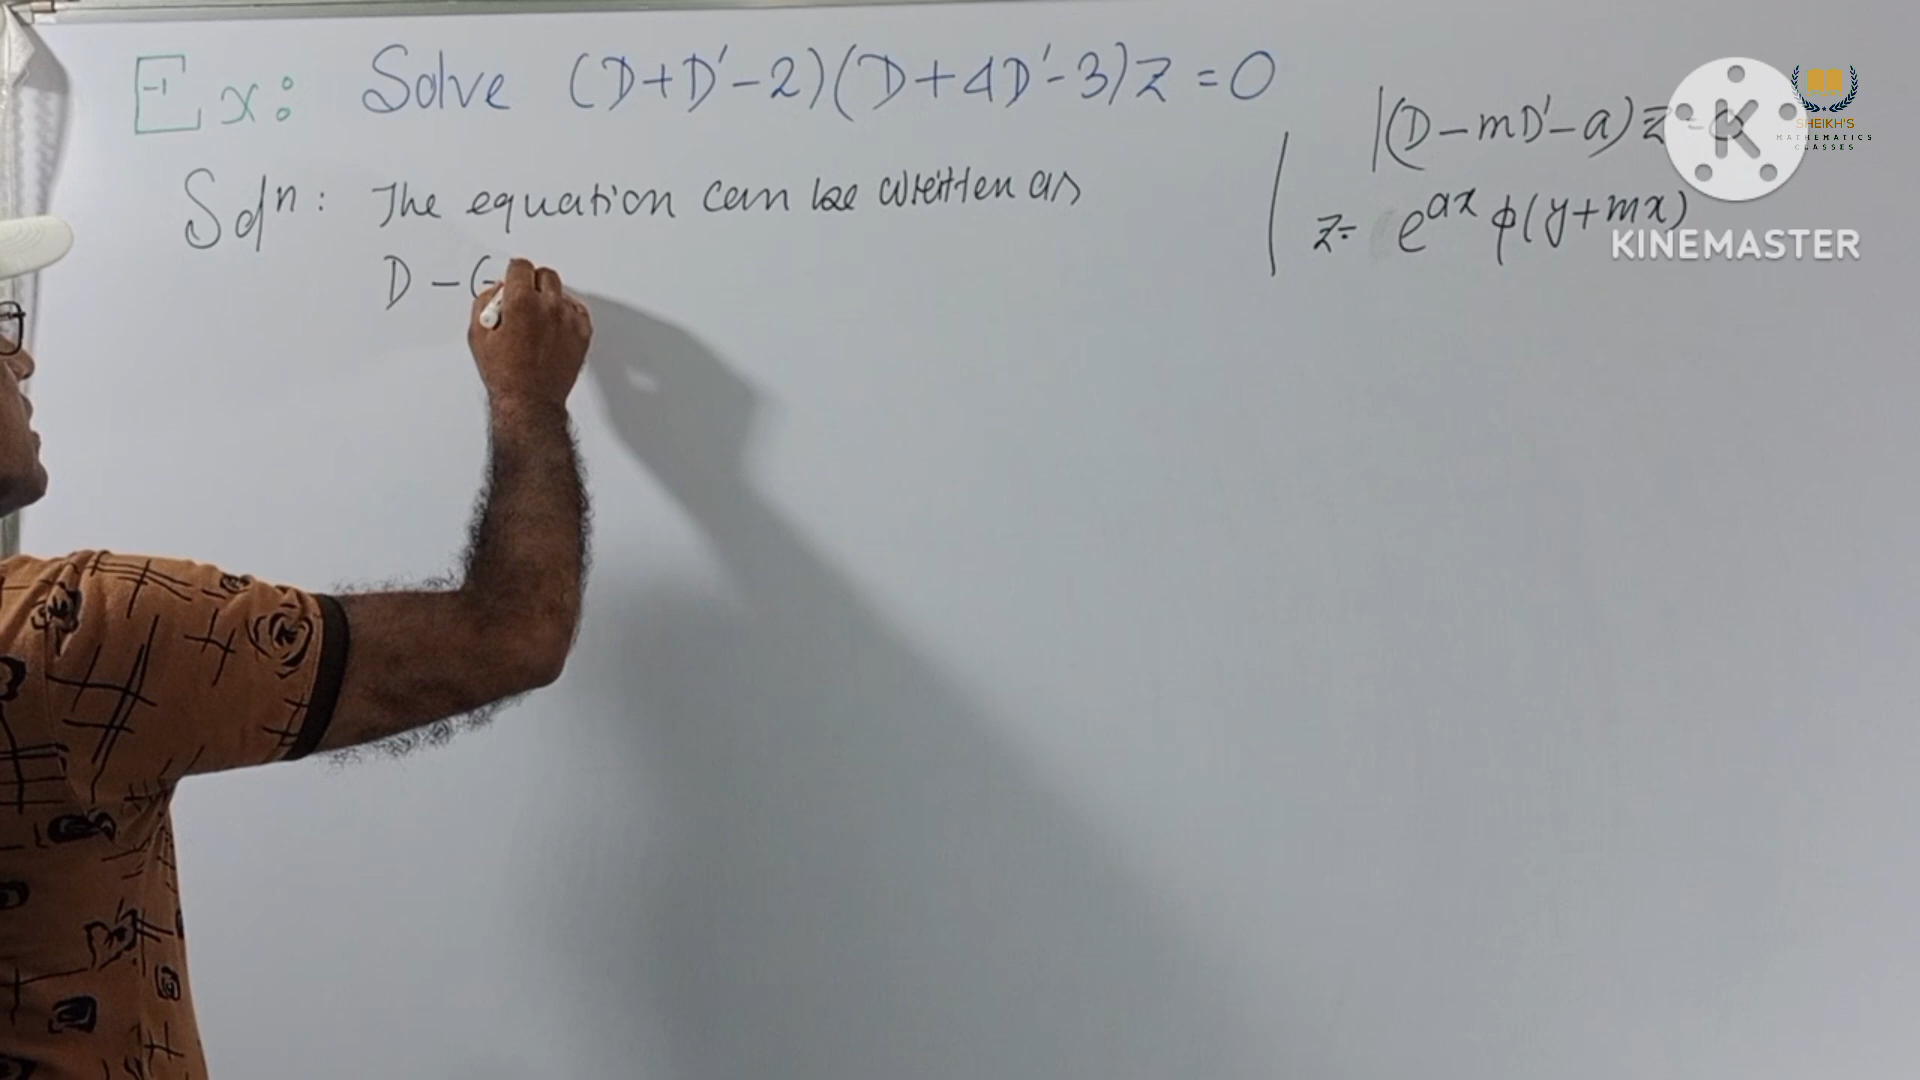 Ex: Solve (D+D'-2)(D+4D'-3)z=0
(D-mD'-a)z
z= e^{ax} φ(y+mx)
Solⁿ: The equation can be written as
D-(-
SHEIKH'S
MATHEMATICS
CLASSES
K
KINEMASTER